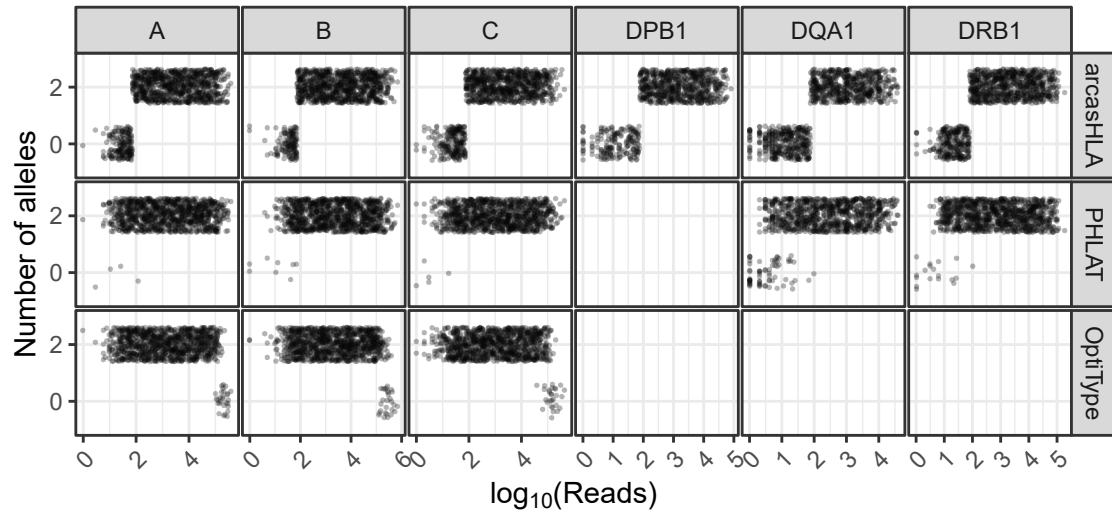 A B C DPB1 DQA1 DRB1
2
0
arcasHLA
2
0
PHLAT
2
0
OptiType
Number of alleles
0 2 4 0 2 4 6 0 2 4 0 1 2 3 4 5 0 1 2 4 0 1 2 4 5
log₁₀(Reads)